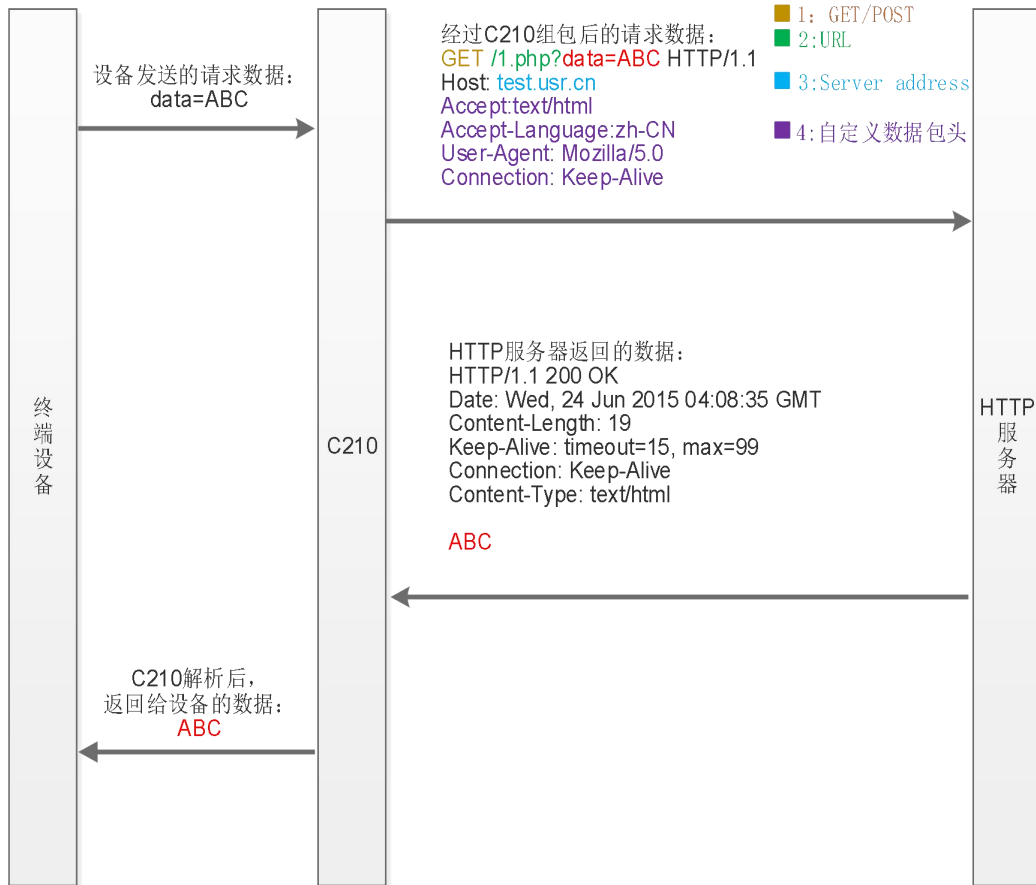 设备发送的请求数据：
data=ABC
经过C210组包后的请求数据：
GET /1.php?data=ABC HTTP/1.1
Host: test.usr.cn
Accept:text/html
Accept-Language:zh-CN
User-Agent: Mozilla/5.0
Connection: Keep-Alive
1: GET/POST
2:URL
3:Server address
4:自定义数据包头
HTTP服务器返回的数据：
HTTP/1.1 200 OK
Date: Wed, 24 Jun 2015 04:08:35 GMT
Content-Length: 19
Keep-Alive: timeout=15, max=99
Connection: Keep-Alive
Content-Type: text/html
ABC
终端设备
C210
HTTP
服务器
C210解析后，
返回给设备的数据：
ABC